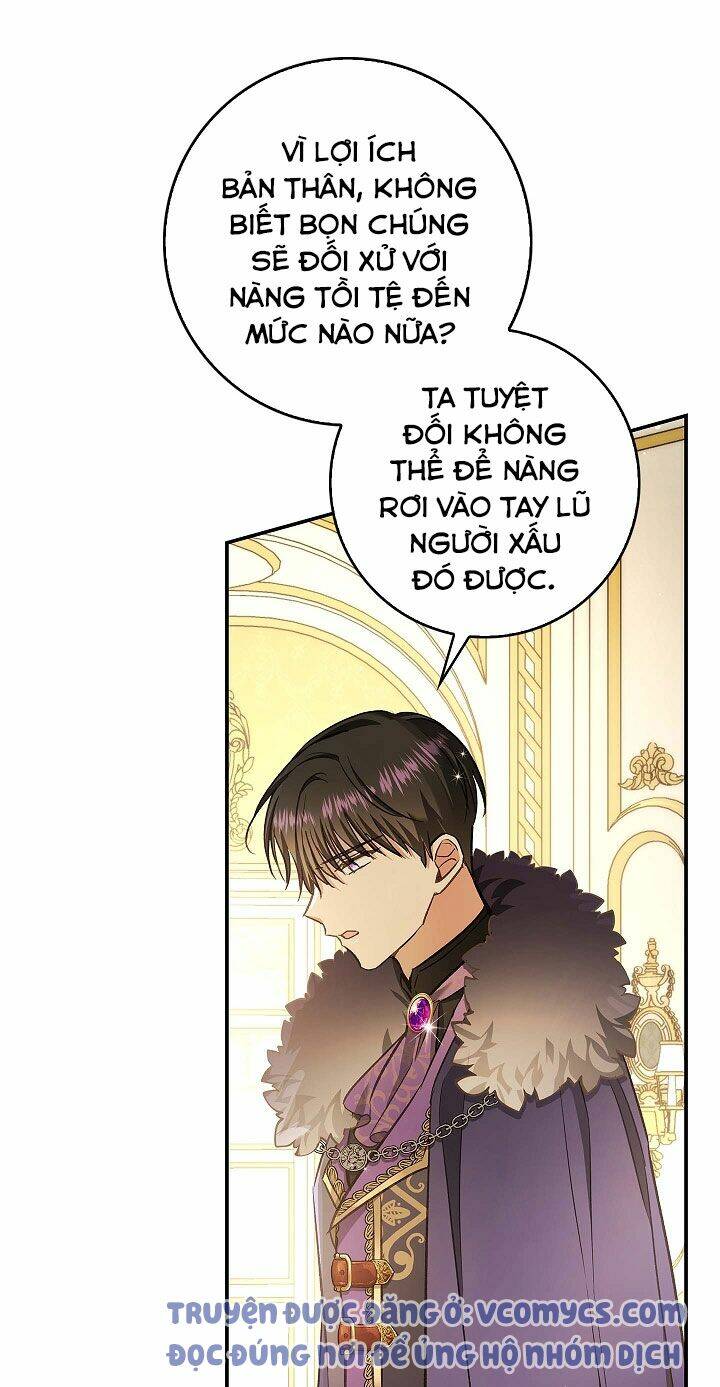 VÌ LỢI ÍCH
BẢN THÂN, KHÔNG
BIẾT BỌN CHÚNG
SẼ ĐỐI XỬ VỚI
NÀNG TỒI TỆ ĐẾN
MỨC NÀO NỮA?
TA TUYỆT
ĐỐI KHÔNG
THỂ ĐỂ NÀNG
RƠI VÀO TAY LŨ
NGƯỜI XẤU
ĐÓ ĐƯỢC.
TRUYỆN ĐƯỢC ĐĂNG Ở: VCOMYCS.COM
ĐỌC ĐÚNG NƠI ĐỂ ỦNG HỘ NHÓM DỊCH